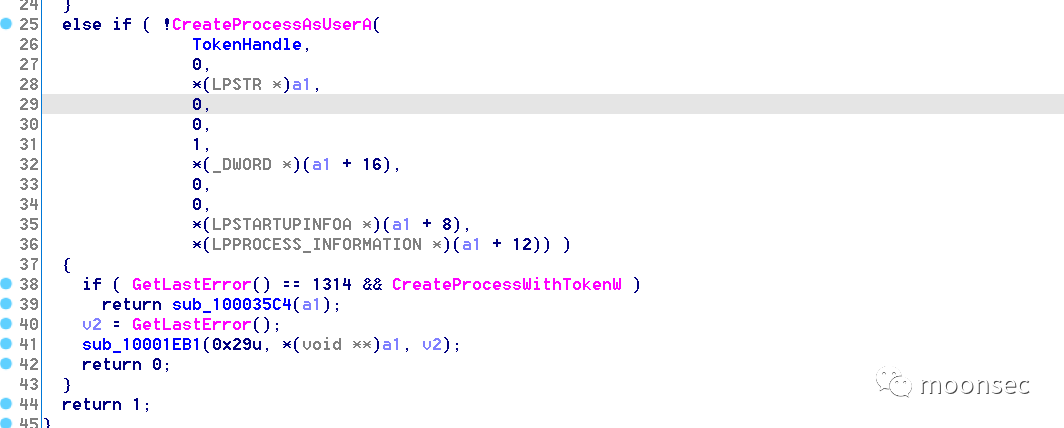 24 }
25 else if ( !CreateProcessAsUserA(
26 TokenHandle,
27 0,
28 *(LPSTR *)a1,
29 0,
30 0,
31 1,
32 *(_DWORD *)(a1 + 16),
33 0,
34 0,
35 *(LPSTARTUPINFOA *)(a1 + 8),
36 *(LPPROCESS_INFORMATION *)(a1 + 12)) )
37 {
38 if ( GetLastError() == 1314 && CreateProcessWithTokenW )
39 return sub_100035C4(a1);
40 v2 = GetLastError();
41 sub_10001EB1(0x29u, *(void **)a1, v2);
42 return 0;
43 }
44 return 1;
45 }
moonsec